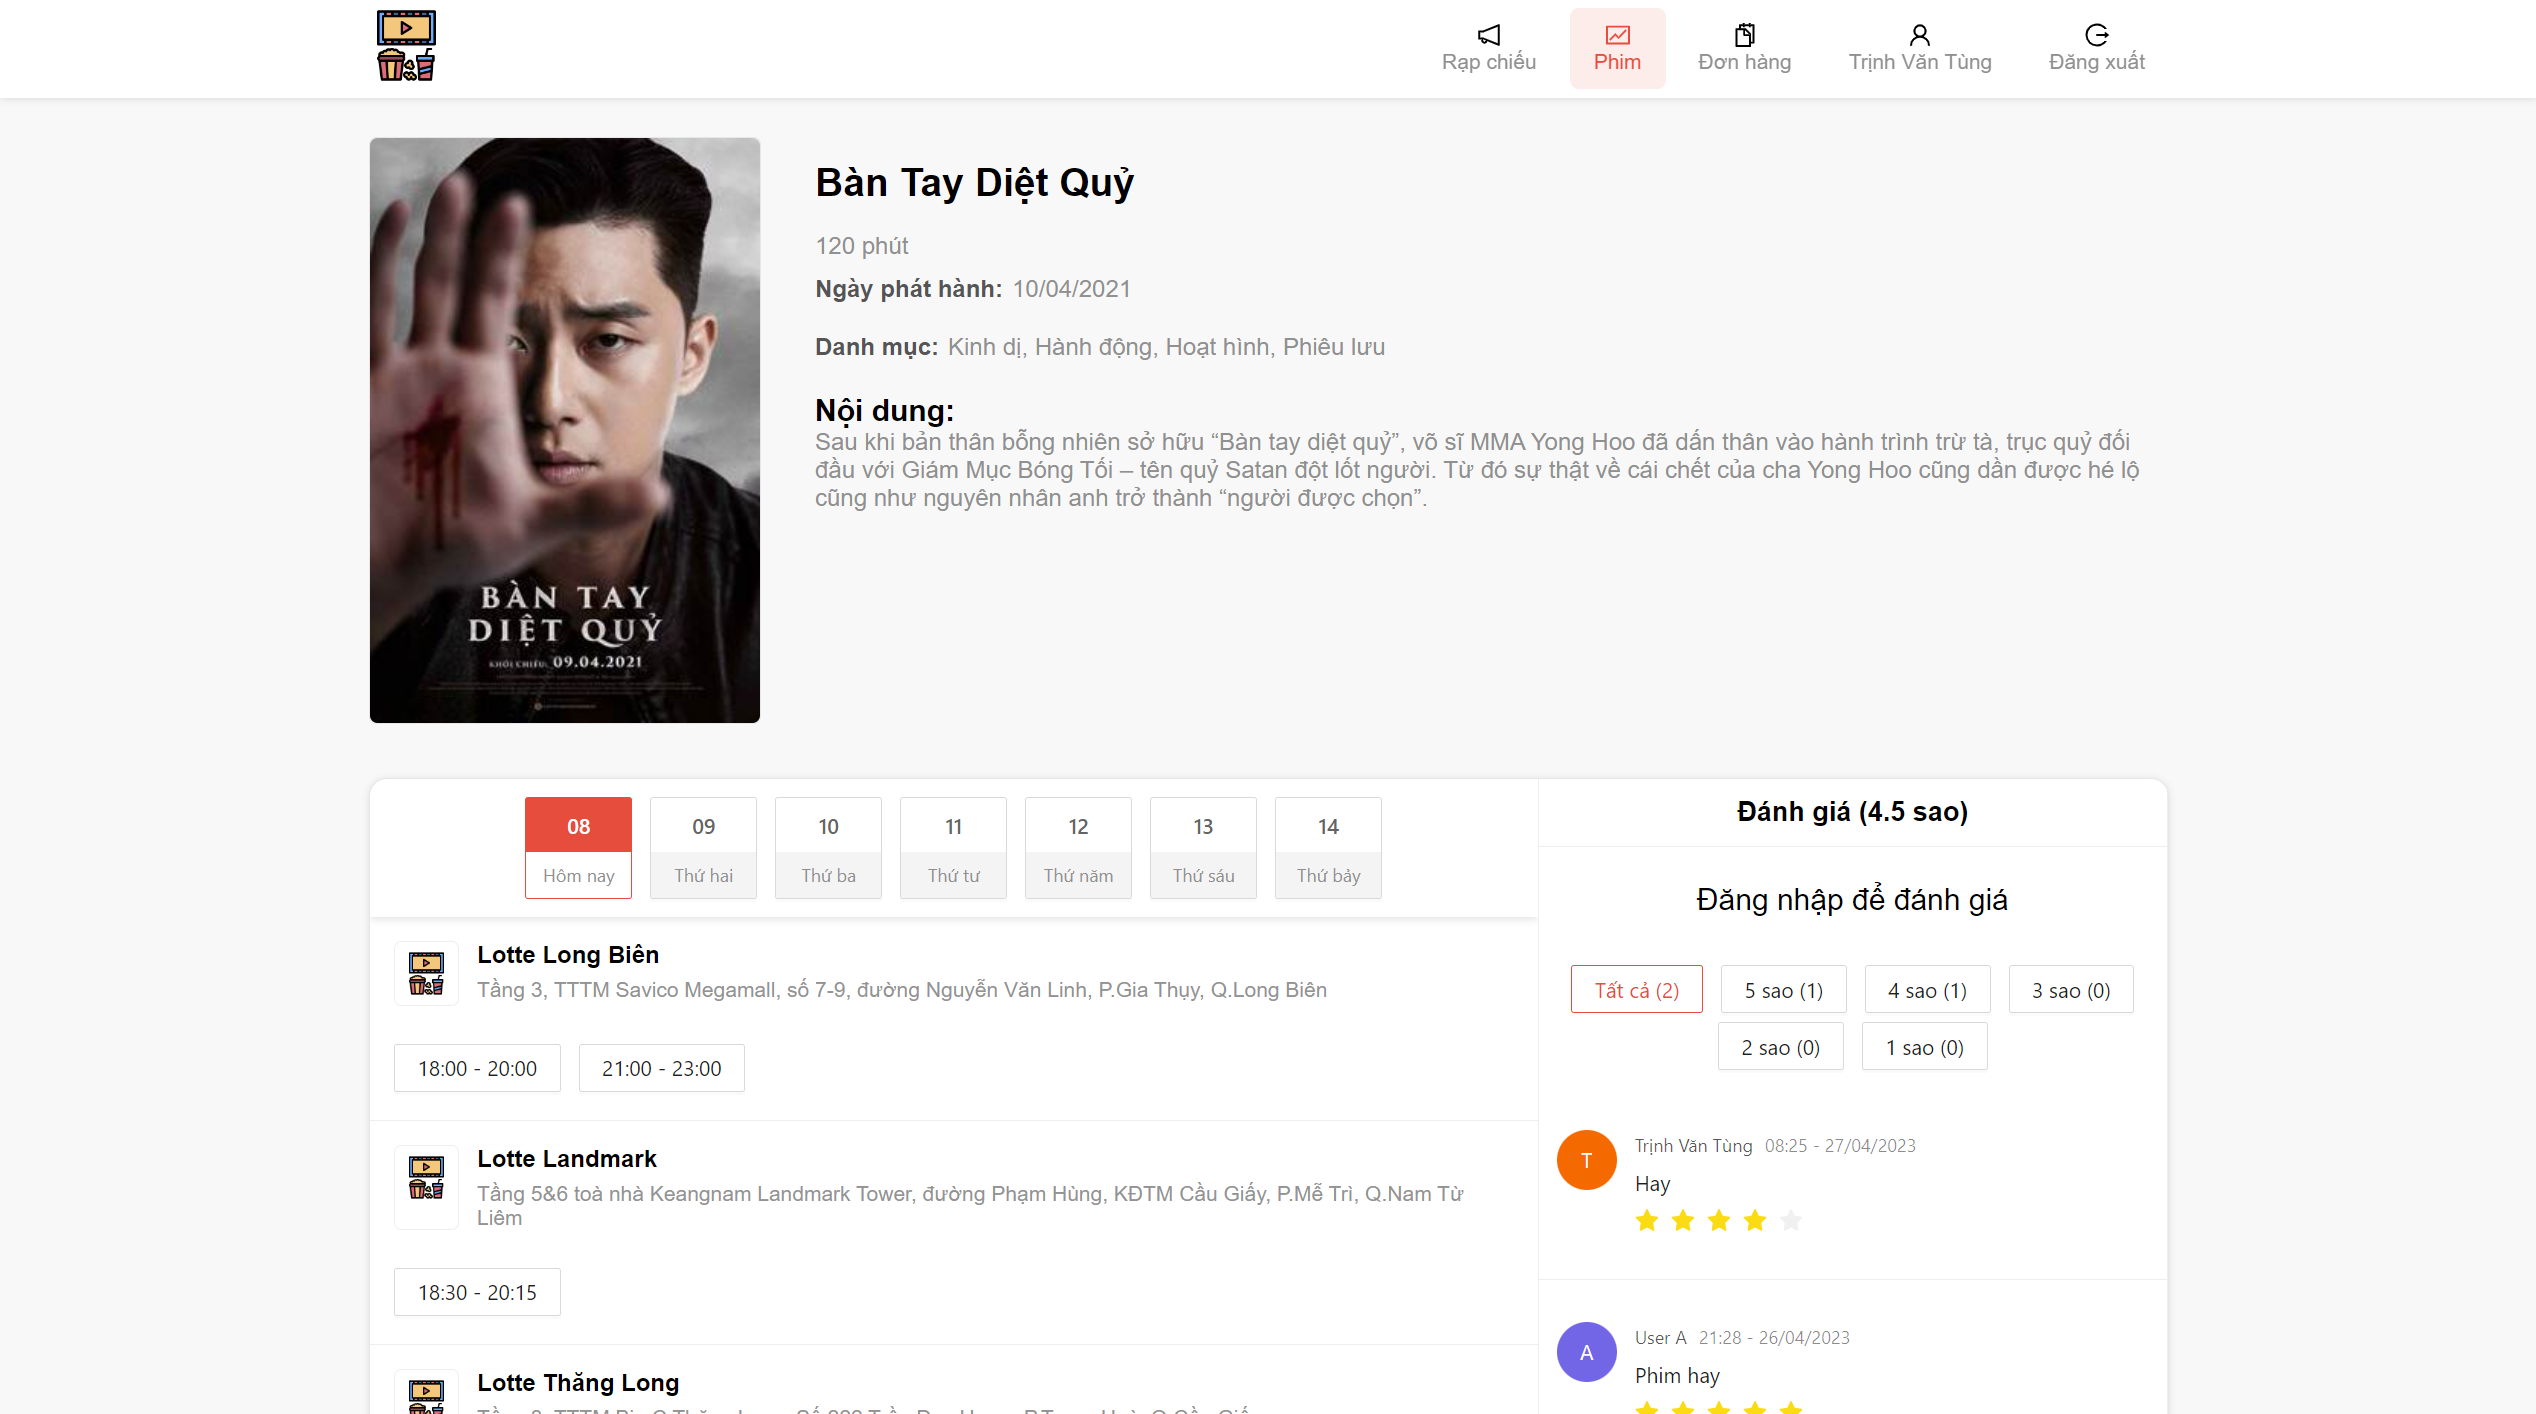 Rạp chiếu
Phim
Đơn hàng
Trịnh Văn Tùng
Đăng xuất
BÀN TAY
DIỆT QUỶ
KHỞI CHIẾU: 09.04.2021
Bàn Tay Diệt Quỷ
120 phút
Ngày phát hành: 10/04/2021
Danh mục: Kinh dị, Hành động, Hoạt hình, Phiêu lưu
Nội dung:
Sau khi bản thân bỗng nhiên sở hữu “Bàn tay diệt quỷ”, võ sĩ MMA Yong Hoo đã dấn thân vào hành trình trừ tà, trục quỷ đối
đầu với Giám Mục Bóng Tối – tên quỷ Satan đột lốt người. Từ đó sự thật về cái chết của cha Yong Hoo cũng dần được hé lộ
cũng như nguyên nhân anh trở thành “người được chọn”.
08
Hôm nay
09
Thứ hai
10
Thứ ba
11
Thứ tư
12
Thứ năm
13
Thứ sáu
14
Thứ bảy
Lotte Long Biên
Tầng 3, TTTM Savico Megamall, số 7-9, đường Nguyễn Văn Linh, P.Gia Thụy, Q.Long Biên
18:00 - 20:00
21:00 - 23:00
Lotte Landmark
Tầng 5&6 toà nhà Keangnam Landmark Tower, đường Phạm Hùng, KĐTM Cầu Giấy, P.Mễ Trì, Q.Nam Từ
Liêm
18:30 - 20:15
Lotte Thăng Long
Đánh giá (4.5 sao)
Đăng nhập để đánh giá
Tất cả (2)
5 sao (1)
4 sao (1)
3 sao (0)
2 sao (0)
1 sao (0)
T
Trịnh Văn Tùng 08:25 - 27/04/2023
Hay
A
User A 21:28 - 26/04/2023
Phim hay